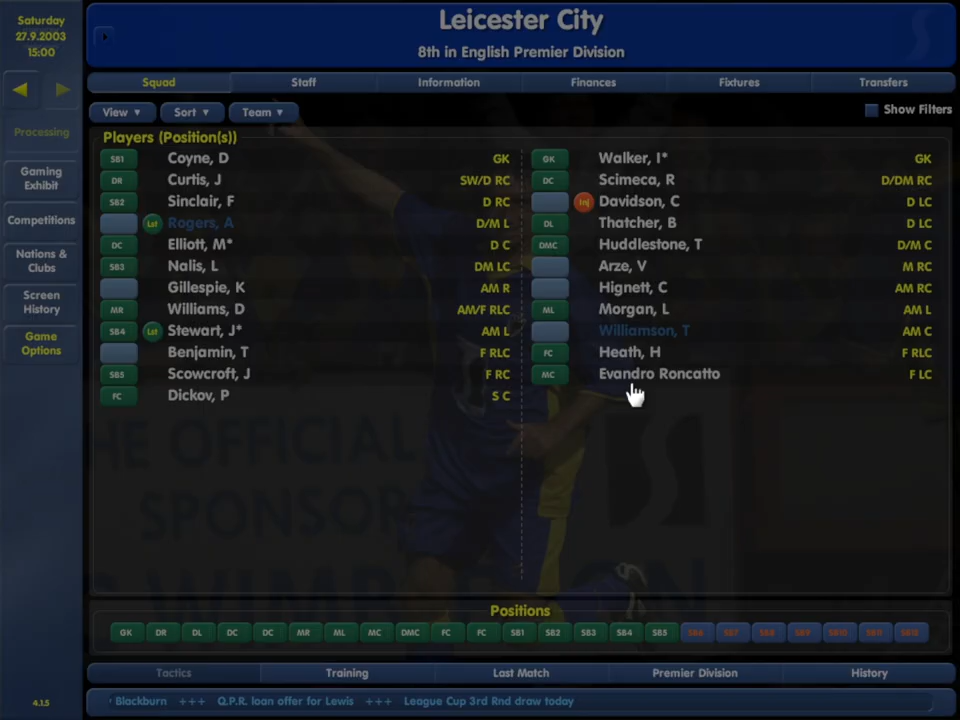 Saturday
27.9.2003
15:00
Processing
Gaming
Exhibit
Competitions
Nations &
Clubs
Screen
History
Game
Options
4.1.5
Leicester City
8th in English Premier Division
Squad Staff Information Finances Fixtures Transfers
View Sort Team Show Filters
Players (Position(s))
SB1 Coyne, D GK
DR Curtis, J SW/D RC
SB2 Sinclair, F D RC
Lst Rogers, A D/M L
DC Elliott, M* D C
SB3 Nalis, L DM LC
Gillespie, K AM R
MR Williams, D AM/F RLC
SB4 Lst Stewart, J* AM L
Benjamin, T F RLC
SB5 Scowcroft, J F RC
FC Dickov, P S C
GK Walker, I* GK
DC Scimeca, R D/DM RC
Inj Davidson, C D LC
DL Thatcher, B D LC
DMC Huddlestone, T D/M C
Arze, V M RC
Hignett, C AM RC
ML Morgan, L AM L
Williamson, T AM C
FC Heath, H F RLC
MC Evandro Roncatto F LC
THE OFFICIAL
SPONSOR
WIMB
Positions
GK DR DL DC DC MR ML MC DMC FC FC SB1 SB2 SB3 SB4 SB5 SB6 SB7 SB8 SB9 SB10 SB11 SB12
Tactics Training Last Match Premier Division History
Blackburn +++ Q.P.R. loan offer for Lewis +++ League Cup 3rd Rnd draw today